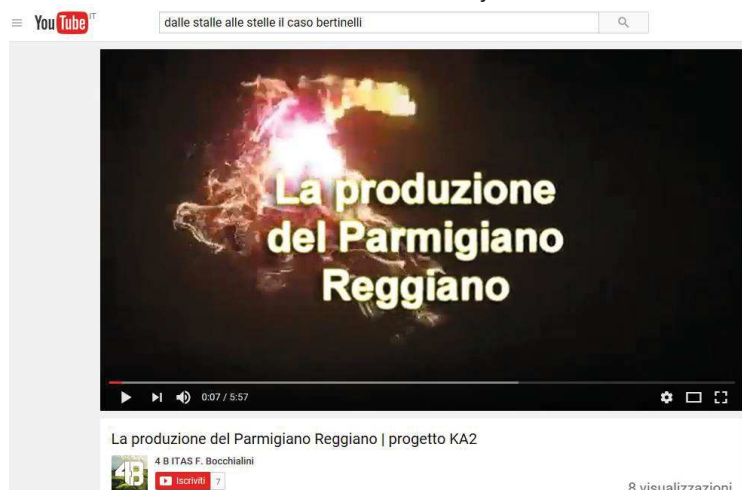 YouTube IT
dalle stalle alle stelle il caso bertinelli
La produzione
del Parmigiano
Reggiano
0:07 / 5:57
La produzione del Parmigiano Reggiano | progetto KA2
4B
4 B ITAS F. Bocchialini
Iscriviti 7
8 visualizzazioni